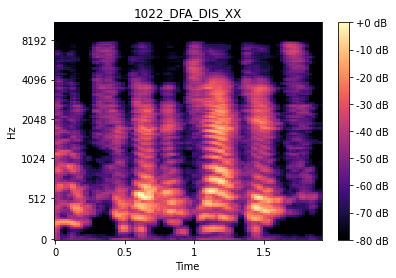 1022_DFA_DIS_XX
8192
4096
2048
1024
512
0
Hz
0
0.5
1
1.5
Time
+0 dB
-10 dB
-20 dB
-30 dB
-40 dB
-50 dB
-60 dB
-70 dB
-80 dB